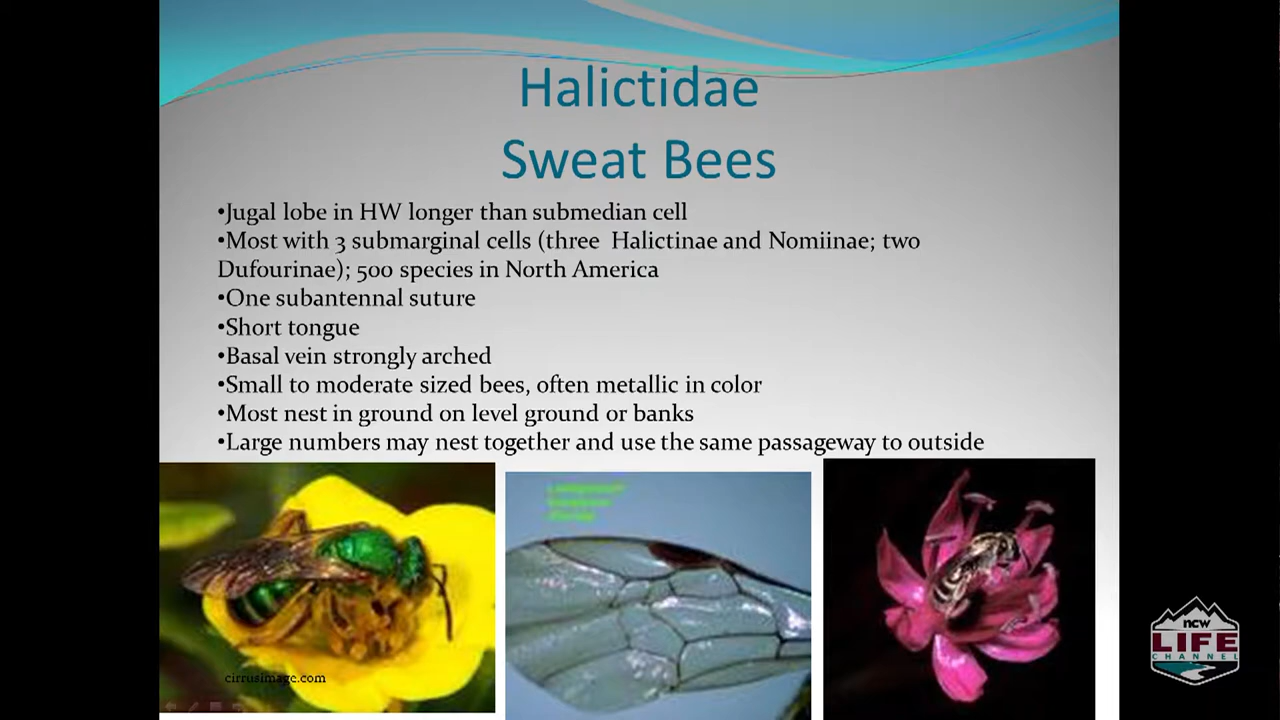 Halictidae
Sweat Bees
•Jugal lobe in HW longer than submedian cell
•Most with 3 submarginal cells (three  Halictinae and Nomiinae; two
Dufourinae); 500 species in North America
•One subantennal suture
•Short tongue
•Basal vein strongly arched
•Small to moderate sized bees, often metallic in color
•Most nest in ground on level ground or banks
•Large numbers may nest together and use the same passageway to outside
cirrusimage.com
ncw
LIFE
CHANNEL